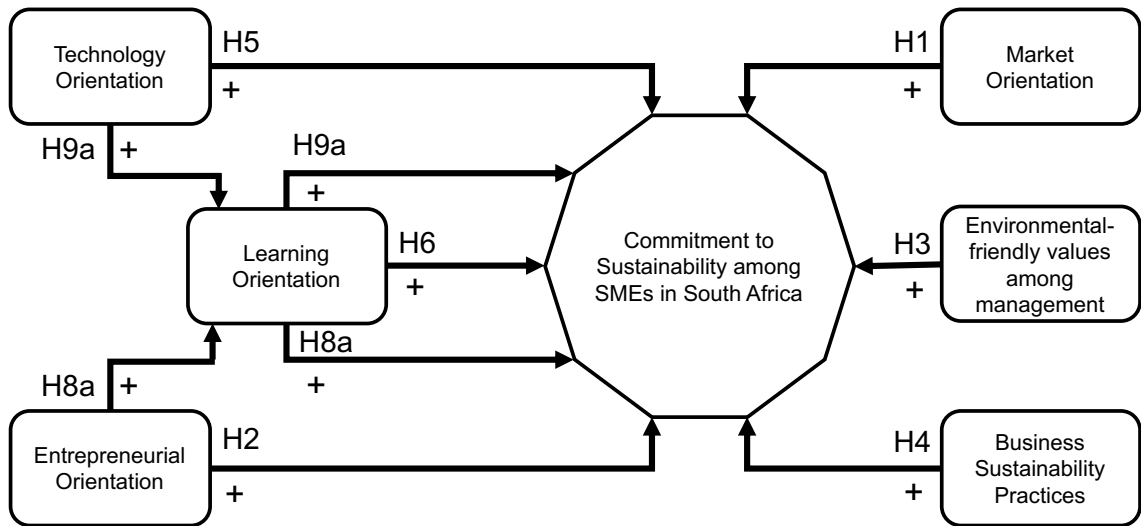 Technology
Orientation
H5
+
H1
+
Market
Orientation
H9a
+
H9a
+
Learning
Orientation
H6
+
Commitment to
Sustainability among
SMEs in South Africa
H3
+
Environmental-
friendly values
among
management
H8a
+
H8a
+
Entrepreneurial
Orientation
H2
+
H4
+
Business
Sustainability
Practices